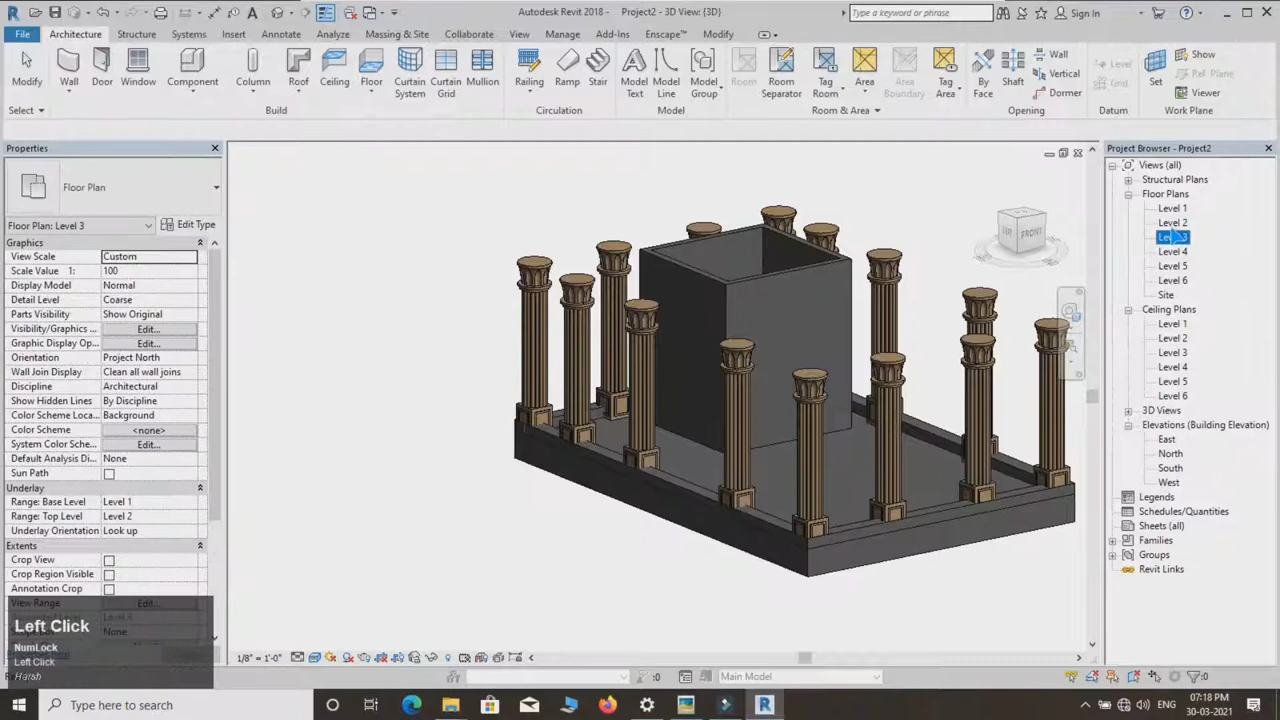 Autodesk Revit 2018 - Project2 - 3D View: {3D}
Type a keyword or phrase
Sign In
File Architecture Structure Systems Insert Annotate Analyze Massing & Site Collaborate View Manage Add-Ins Enscape™ Modify
Modify Wall Door Window Component Column Roof Ceiling Floor Curtain System Curtain Grid Mullion Railing Ramp Stair Model Text Model Line Model Group Room Room Separator Tag Room Area Area Boundary Tag Area By Face Shaft Wall Vertical Dormer Level Grid Set Show Ref Plane Viewer
Select Build Circulation Model Room & Area Opening Datum Work Plane
Properties
Floor Plan
Floor Plan: Level 3 Edit Type
Graphics
View Scale Custom
Scale Value 1: 100
Display Model Normal
Detail Level Coarse
Parts Visibility Show Original
Visibility/Graphics ... Edit...
Graphic Display Op... Edit...
Orientation Project North
Wall Join Display Clean all wall joins
Discipline Architectural
Show Hidden Lines By Discipline
Color Scheme Loca... Background
Color Scheme <none>
System Color Sche... Edit...
Default Analysis Di... None
Sun Path
Underlay
Range: Base Level Level 1
Range: Top Level Level 2
Underlay Orientation Look up
Extents
Crop View
Crop Region Visible
Annotation Crop
View Range Edit...
None
Left Click
NumLock
Left Click
Harsh
FRONT
1/8" = 1'-0"
:0 Main Model :0
Project Browser - Project2
Views (all)
Structural Plans
Floor Plans
Level 1
Level 2
Level 3
Level 4
Level 5
Level 6
Site
Ceiling Plans
Level 1
Level 2
Level 3
Level 4
Level 5
Level 6
3D Views
Elevations (Building Elevation)
East
North
South
West
Legends
Schedules/Quantities
Sheets (all)
Families
Groups
Revit Links
Type here to search
ENG
07:18 PM
30-03-2021